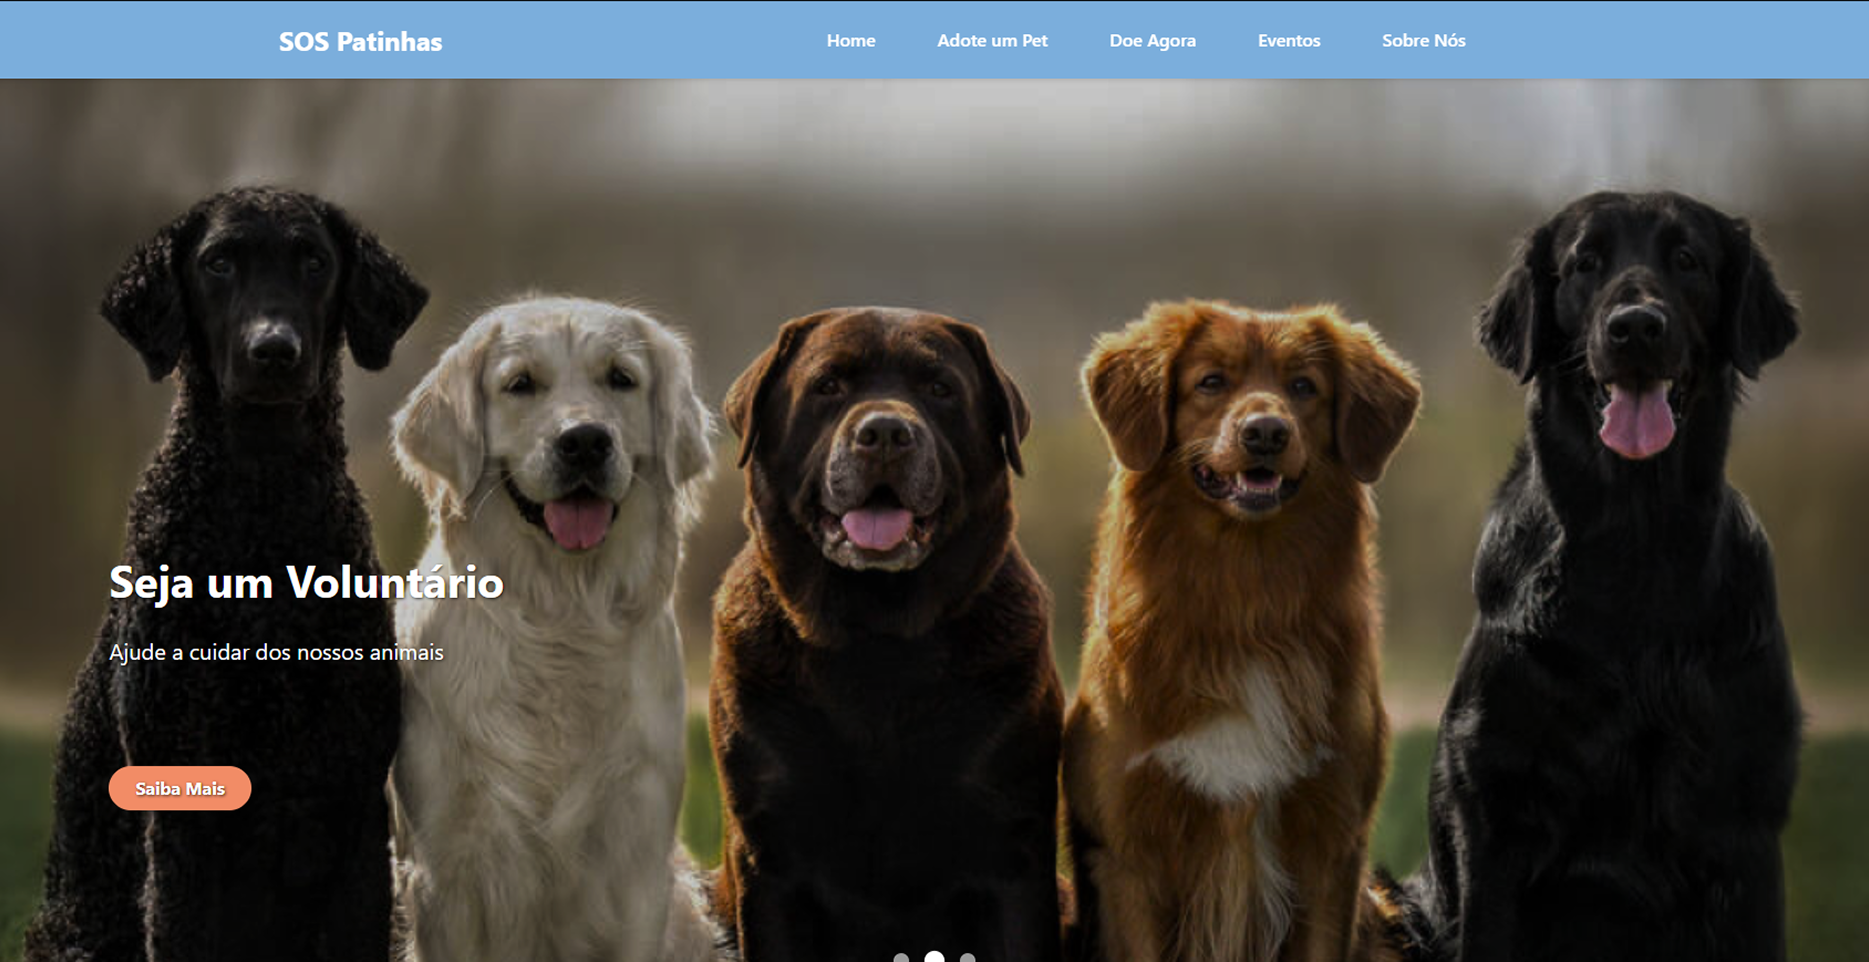 SOS Patinhas
Home Adote um Pet Doe Agora Eventos Sobre Nós
Seja um Voluntário
Ajude a cuidar dos nossos animais
Saiba Mais